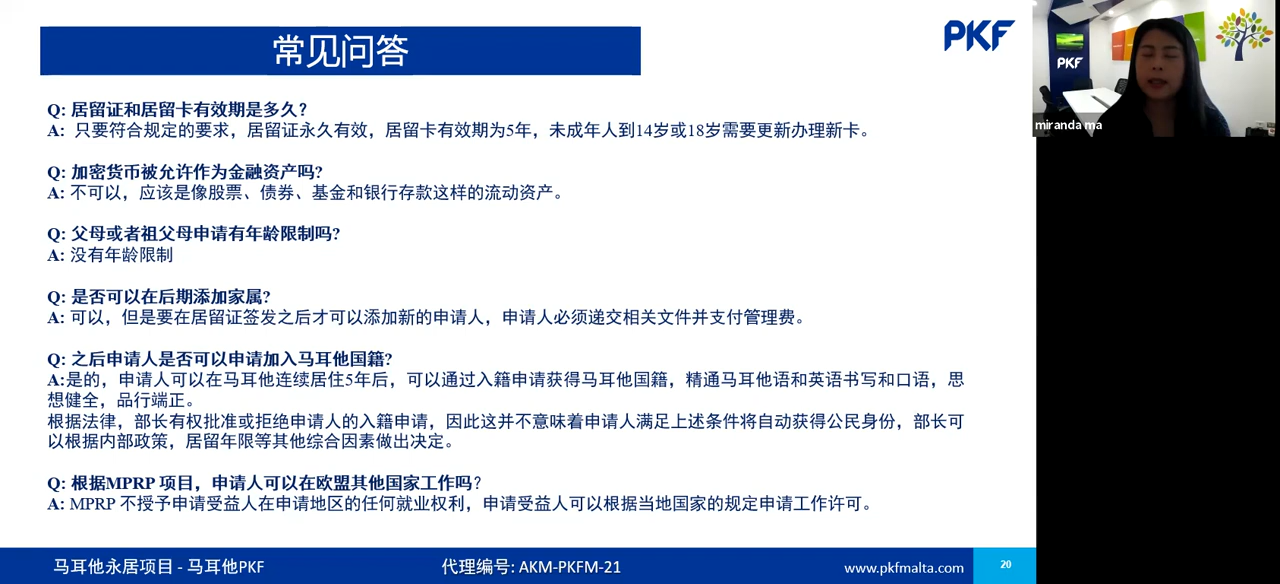 常见问答
PKF
PKF
miranda ma
Q: 居留证和居留卡有效期是多久?
A: 只要符合规定的要求，居留证永久有效，居留卡有效期为5年，未成年人到14岁或18岁需要更新办理新卡。
Q: 加密货币被允许作为金融资产吗?
A: 不可以，应该是像股票、债券、基金和银行存款这样的流动资产。
Q: 父母或者祖父母申请有年龄限制吗?
A: 没有年龄限制
Q: 是否可以在后期添加家属?
A: 可以，但是要在居留证签发之后才可以添加新的申请人，申请人必须递交相关文件并支付管理费。
Q: 之后申请人是否可以申请加入马耳他国籍?
A:是的，申请人可以在马耳他连续居住5年后，可以通过入籍申请获得马耳他国籍，精通马耳他语和英语书写和口语，思
想健全，品行端正。
根据法律，部长有权批准或拒绝申请人的入籍申请，因此这并不意味着申请人满足上述条件将自动获得公民身份，部长可
以根据内部政策，居留年限等其他综合因素做出决定。
Q: 根据MPRP 项目，申请人可以在欧盟其他国家工作吗?
A: MPRP 不授予申请受益人在申请地区的任何就业权利，申请受益人可以根据当地国家的规定申请工作许可。
马耳他永居项目 - 马耳他PKF
代理编号: AKM-PKFM-21
www.pkfmalta.com
20